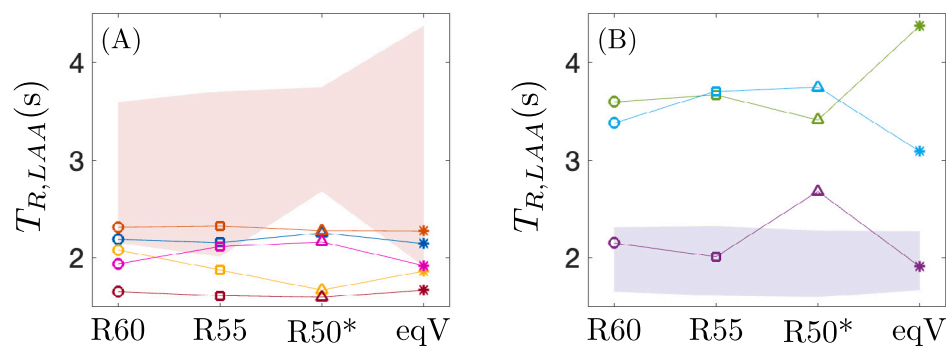 (A)
T_{R,LAA}(s)
4
3
2
R60 R55 R50* eqV
(B)
T_{R,LAA}(s)
4
3
2
R60 R55 R50* eqV